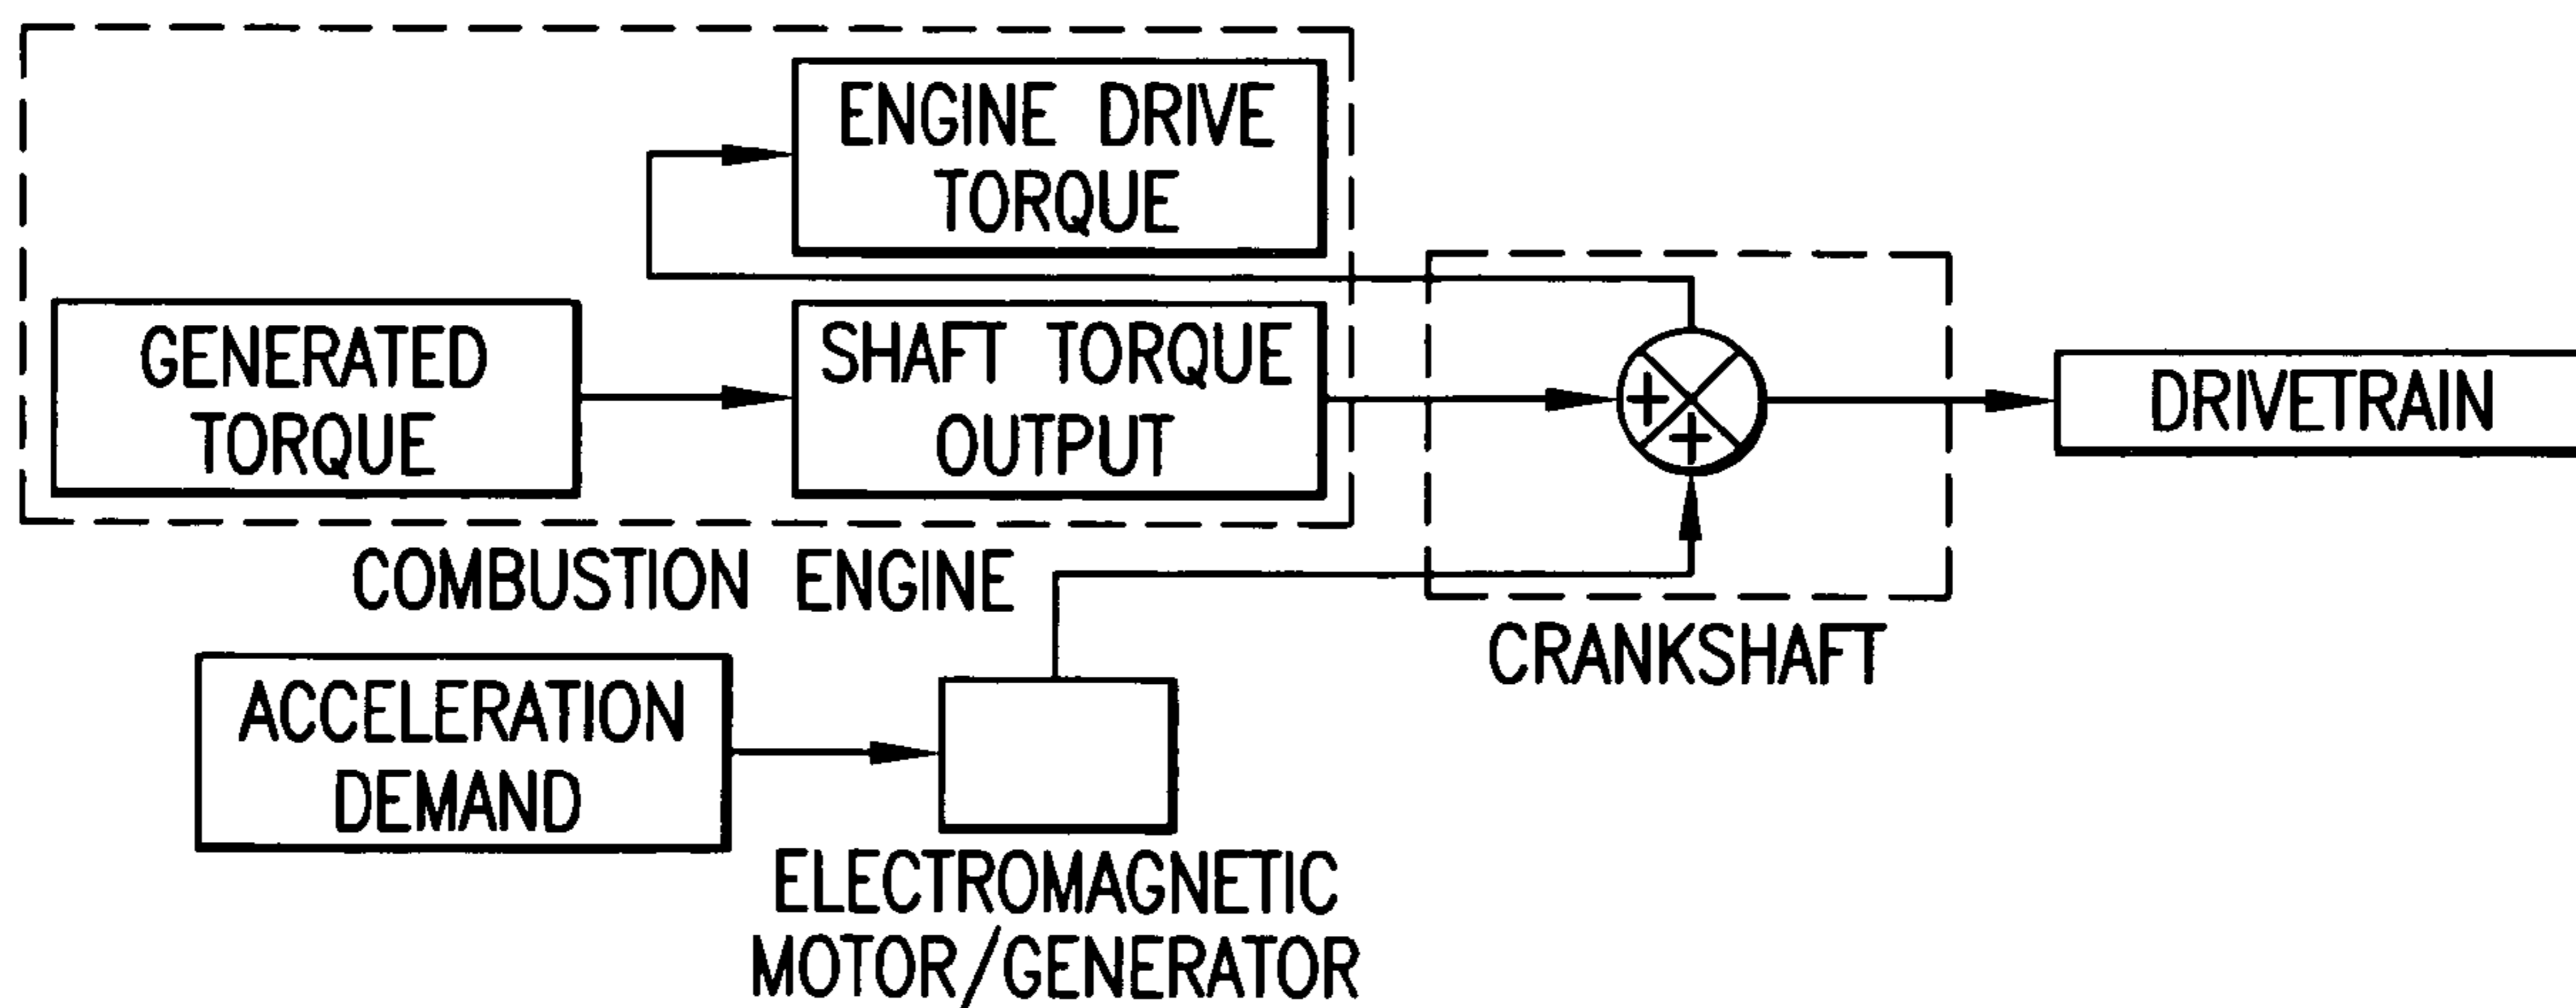 ENGINE DRIVE
TORQUE
GENERATED
TORQUE
SHAFT TORQUE
OUTPUT
+
+
DRIVETRAIN
COMBUSTION ENGINE
CRANKSHAFT
ACCELERATION
DEMAND
ELECTROMAGNETIC
MOTOR/GENERATOR